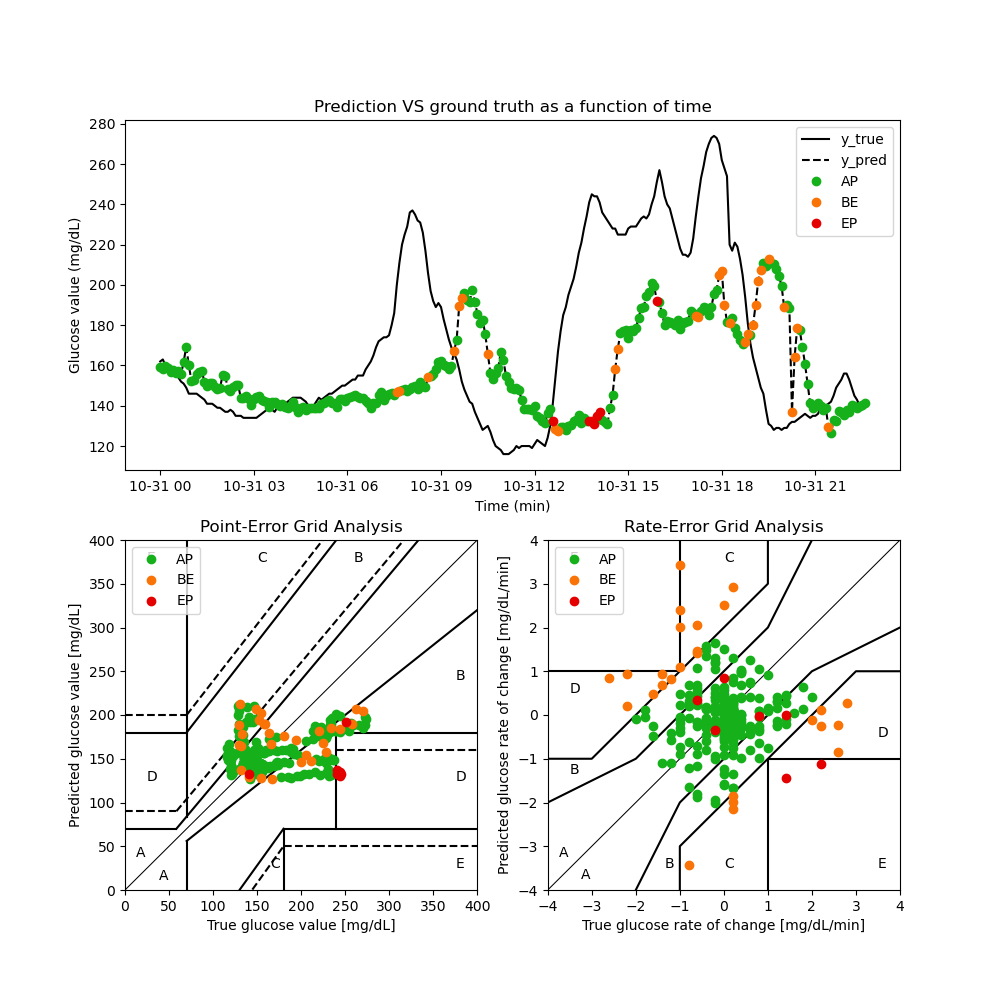 Prediction VS ground truth as a function of time
Glucose value (mg/dL)
280
260
240
220
200
180
160
140
120
y_true
y_pred
AP
BE
EP
10-31 00 10-31 03 10-31 06 10-31 09 10-31 12 10-31 15 10-31 18 10-31 21
Time (min)
Point-Error Grid Analysis
Predicted glucose value [mg/dL]
400
350
300
250
200
150
100
50
0
AP
BE
EP
C B
B
D D
A
A C E
0 50 100 150 200 250 300 350 400
True glucose value [mg/dL]
Rate-Error Grid Analysis
Predicted glucose rate of change [mg/dL/min]
4
3
2
1
0
−1
−2
−3
−4
AP
BE
EP
C
D
D
B
A
A B C E
−4 −3 −2 −1 0 1 2 3 4
True glucose rate of change [mg/dL/min]